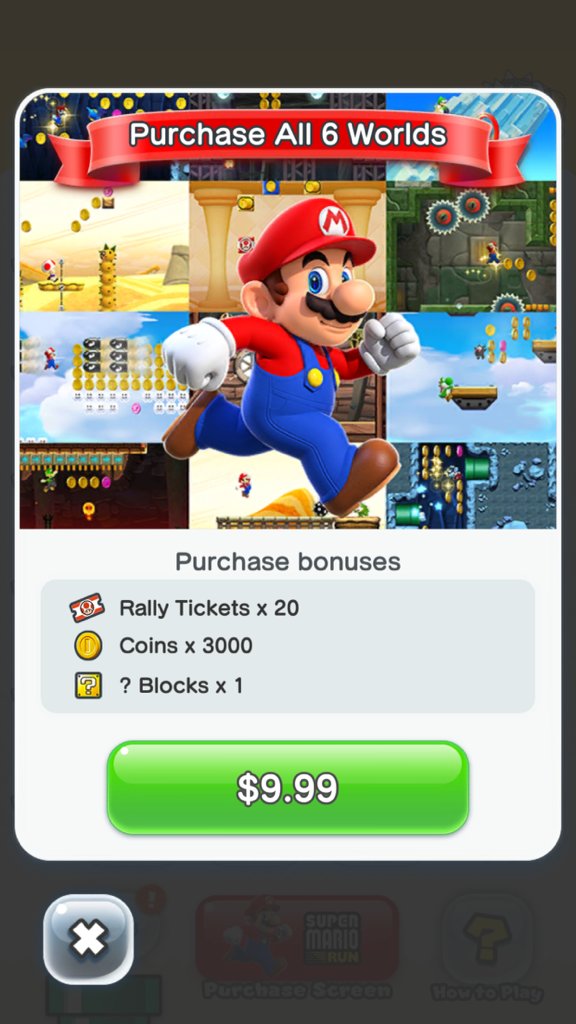 Purchase All 6 Worlds
M
Purchase bonuses
Rally Tickets x 20
Coins x 3000
? Blocks x 1
$9.99
SUPER
MARIO
RUN
Purchase Screen
How to Play